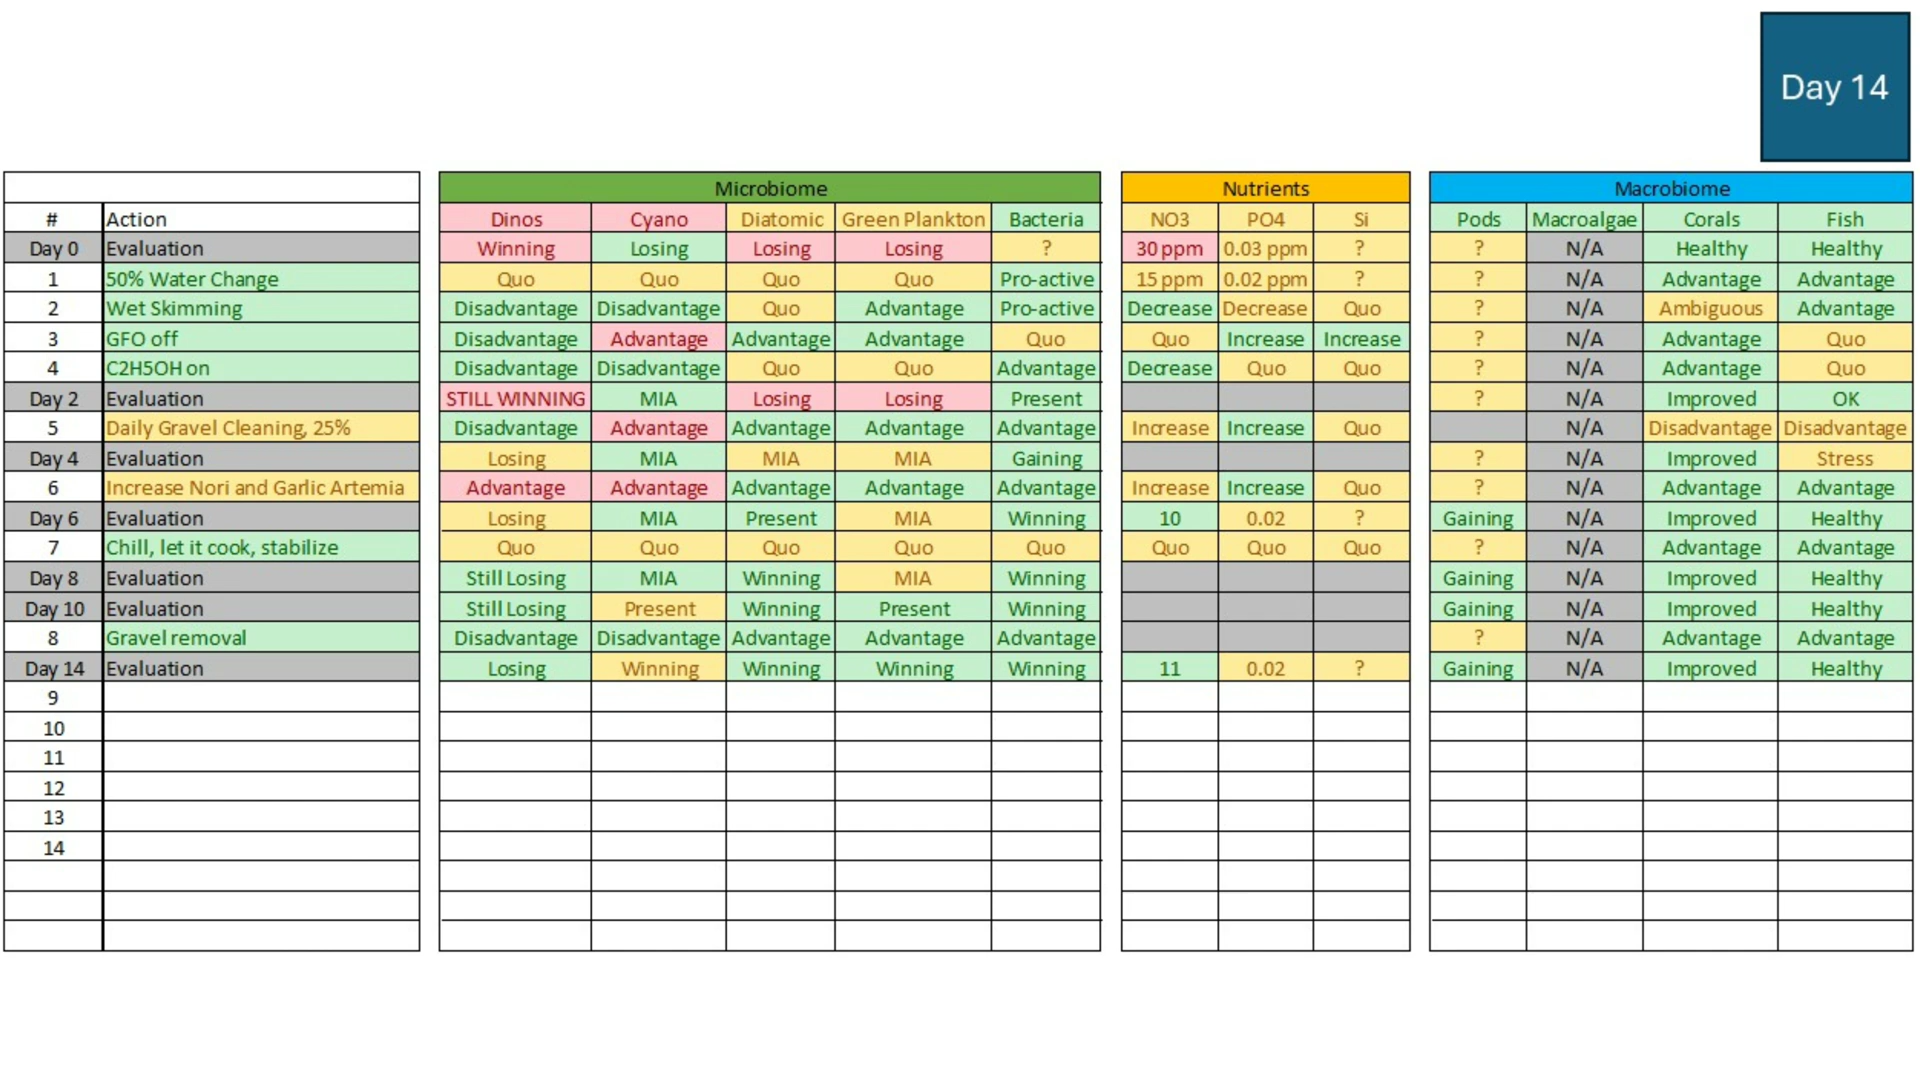 Day 14
Microbiome Nutrients Macrobiome
# Action Dinos Cyano Diatomic Green Plankton Bacteria NO3 PO4 Si Pods Macroalgae Corals Fish
Day 0 Evaluation Winning Losing Losing Losing ? 30 ppm 0.03 ppm ? ? N/A Healthy Healthy
1 50% Water Change Quo Quo Quo Quo Pro-active 15 ppm 0.02 ppm ? ? N/A Advantage Advantage
2 Wet Skimming Disadvantage Disadvantage Quo Advantage Pro-active Decrease Decrease Quo ? N/A Ambiguous Advantage
3 GFO off Disadvantage Advantage Advantage Advantage Quo Quo Increase Increase ? N/A Advantage Quo
4 C2H5OH on Disadvantage Disadvantage Quo Quo Advantage Decrease Quo Quo ? N/A Advantage Quo
Day 2 Evaluation STILL WINNING MIA Losing Losing Present ? N/A Improved OK
5 Daily Gravel Cleaning, 25% Disadvantage Advantage Advantage Advantage Advantage Increase Increase Quo N/A Disadvantage Disadvantage
Day 4 Evaluation Losing MIA MIA MIA Gaining ? N/A Improved Stress
6 Increase Nori and Garlic Artemia Advantage Advantage Advantage Advantage Advantage Increase Increase Quo ? N/A Advantage Advantage
Day 6 Evaluation Losing MIA Present MIA Winning 10 0.02 ? Gaining N/A Improved Healthy
7 Chill, let it cook, stabilize Quo Quo Quo Quo Quo Quo Quo Quo ? N/A Advantage Advantage
Day 8 Evaluation Still Losing MIA Winning MIA Winning Gaining N/A Improved Healthy
Day 10 Evaluation Still Losing Present Winning Present Winning Gaining N/A Improved Healthy
8 Gravel removal Disadvantage Disadvantage Advantage Advantage Advantage ? N/A Advantage Advantage
Day 14 Evaluation Losing Winning Winning Winning Winning 11 0.02 ? Gaining N/A Improved Healthy
9
10
11
12
13
14